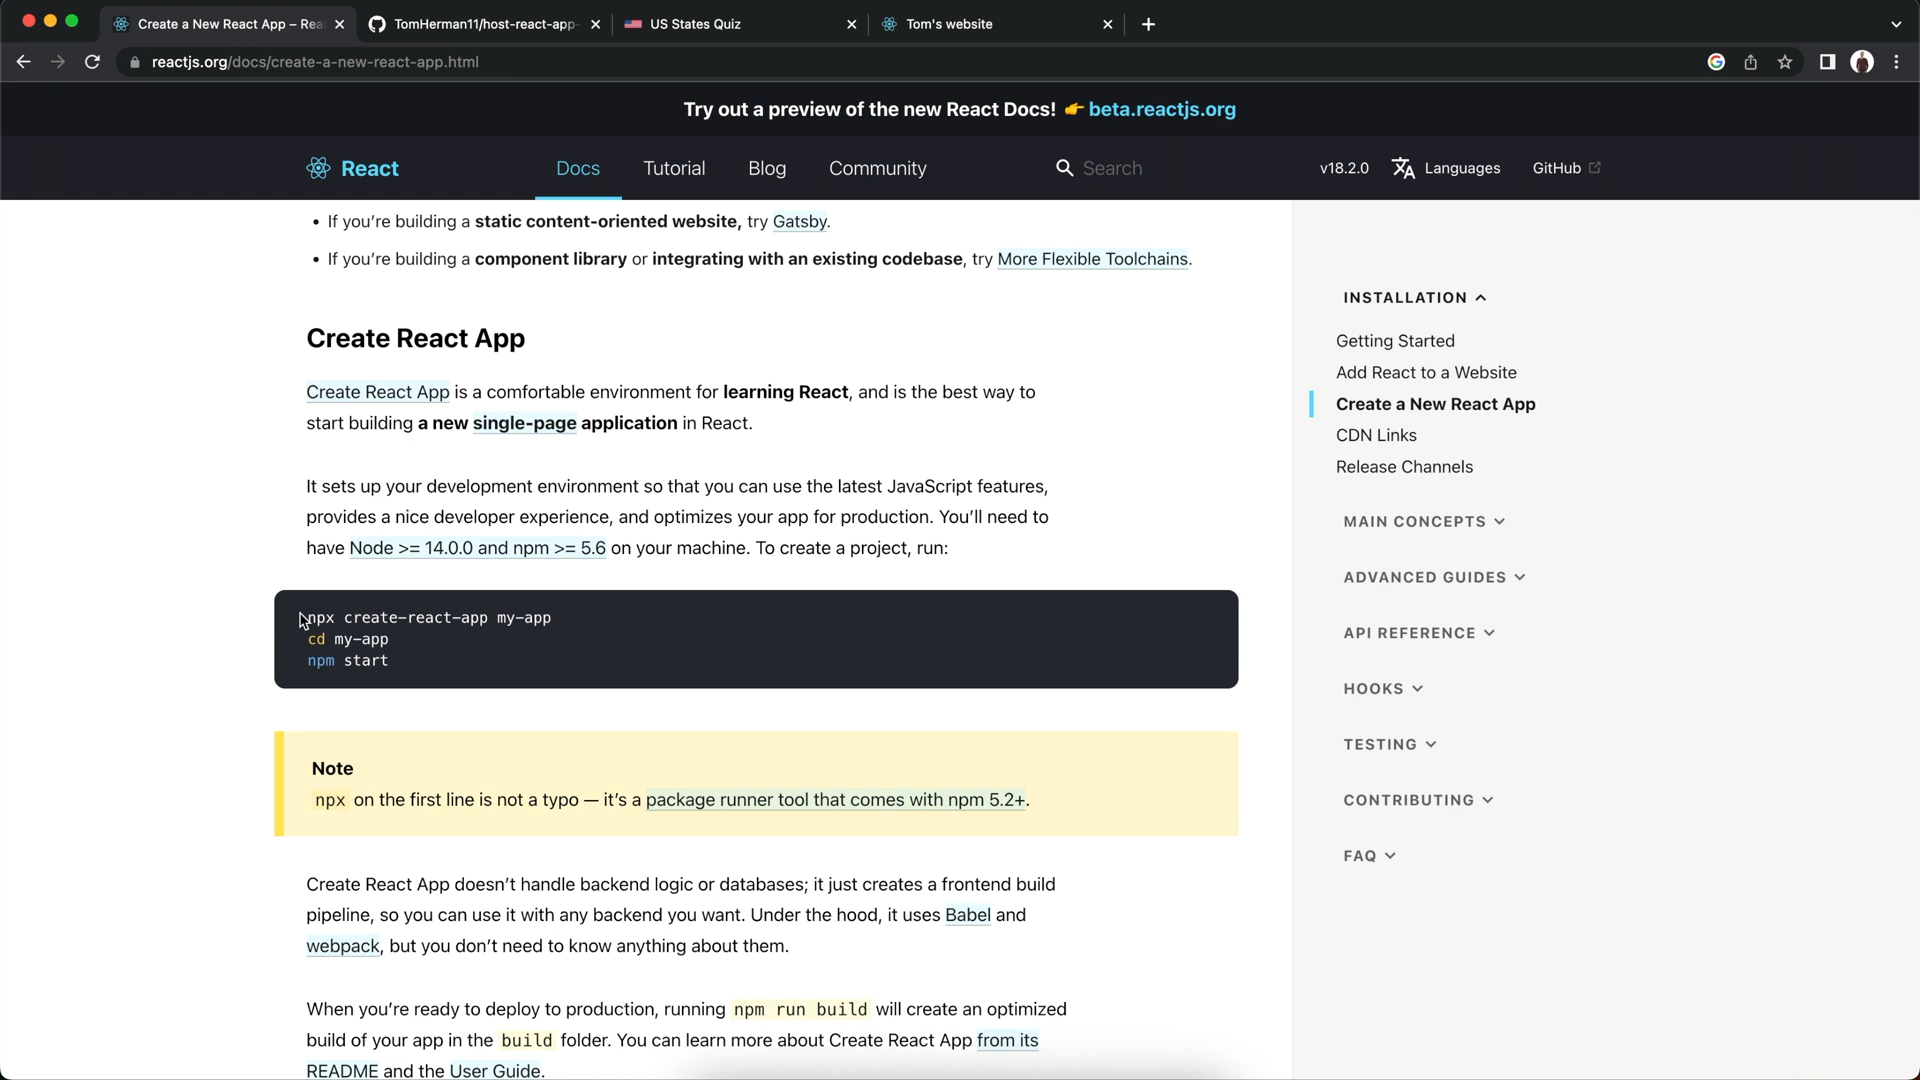 Create a New React App – Rea
TomHerman11/host-react-app-
US States Quiz
Tom's website
reactjs.org/docs/create-a-new-react-app.html
Try out a preview of the new React Docs! 👉 beta.reactjs.org
React
Docs
Tutorial
Blog
Community
Search
v18.2.0
Languages
GitHub
• If you’re building a static content-oriented website, try Gatsby.
• If you’re building a component library or integrating with an existing codebase, try More Flexible Toolchains.
Create React App
Create React App is a comfortable environment for learning React, and is the best way to
start building a new single-page application in React.
It sets up your development environment so that you can use the latest JavaScript features,
provides a nice developer experience, and optimizes your app for production. You’ll need to
have Node >= 14.0.0 and npm >= 5.6 on your machine. To create a project, run:
npx create-react-app my-app
cd my-app
npm start
Note
npx on the first line is not a typo — it’s a package runner tool that comes with npm 5.2+.
Create React App doesn’t handle backend logic or databases; it just creates a frontend build
pipeline, so you can use it with any backend you want. Under the hood, it uses Babel and
webpack, but you don’t need to know anything about them.
When you’re ready to deploy to production, running npm run build will create an optimized
build of your app in the build folder. You can learn more about Create React App from its
README and the User Guide.
INSTALLATION
Getting Started
Add React to a Website
Create a New React App
CDN Links
Release Channels
MAIN CONCEPTS
ADVANCED GUIDES
API REFERENCE
HOOKS
TESTING
CONTRIBUTING
FAQ